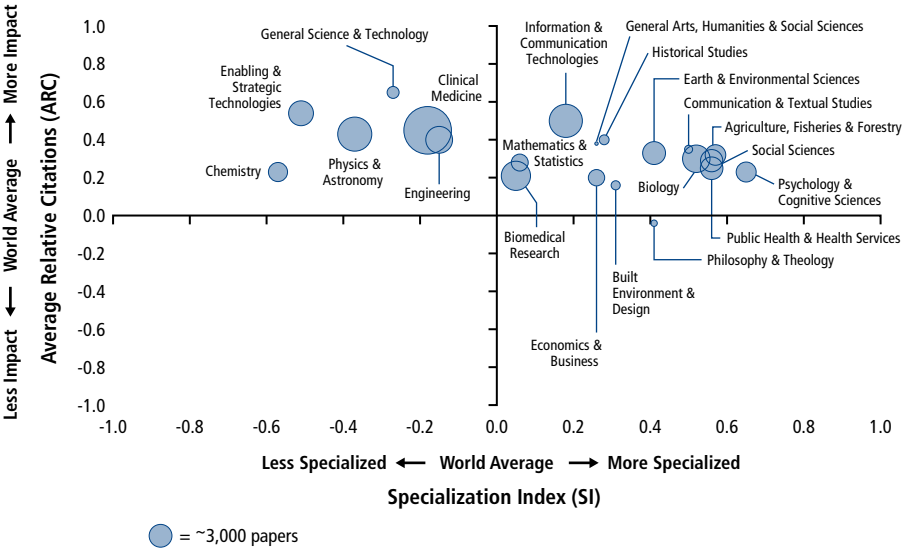 More Impact
World Average
Less Impact
Average Relative Citations (ARC)
1.0
0.8
0.6
0.4
0.2
0.0
-0.2
-0.4
-0.6
-0.8
-1.0
General Science & Technology
Enabling &
Strategic
Technologies
Clinical
Medicine
Chemistry
Physics &
Astronomy
Engineering
Information &
Communication
Technologies
General Arts, Humanities & Social Sciences
Historical Studies
Earth & Environmental Sciences
Communication & Textual Studies
Agriculture, Fisheries & Forestry
Social Sciences
Mathematics &
Statistics
Biology
Psychology &
Cognitive Sciences
Biomedical
Research
Public Health & Health Services
Philosophy & Theology
Built
Environment &
Design
Economics &
Business
-1.0 -0.8 -0.6 -0.4 -0.2 0.0 0.2 0.4 0.6 0.8 1.0
Less Specialized World Average More Specialized
Specialization Index (SI)
= ~3,000 papers